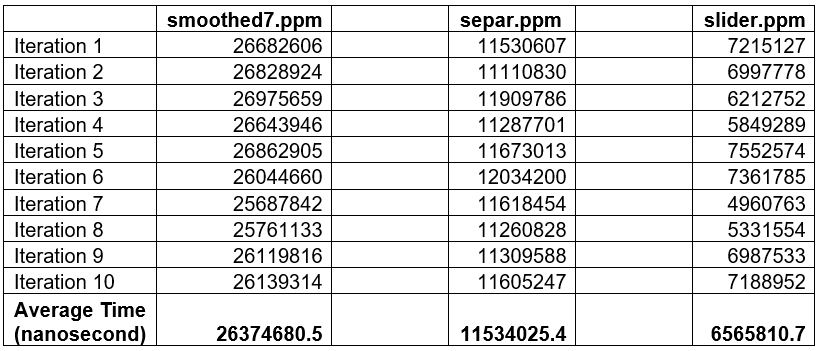 smoothed7.ppm separ.ppm slider.ppm
Iteration 1 26682606 11530607 7215127
Iteration 2 26828924 11110830 6997778
Iteration 3 26975659 11909786 6212752
Iteration 4 26643946 11287701 5849289
Iteration 5 26862905 11673013 7552574
Iteration 6 26044660 12034200 7361785
Iteration 7 25687842 11618454 4960763
Iteration 8 25761133 11260828 5331554
Iteration 9 26119816 11309588 6987533
Iteration 10 26139314 11605247 7188952
Average Time
(nanosecond) 26374680.5 11534025.4 6565810.7